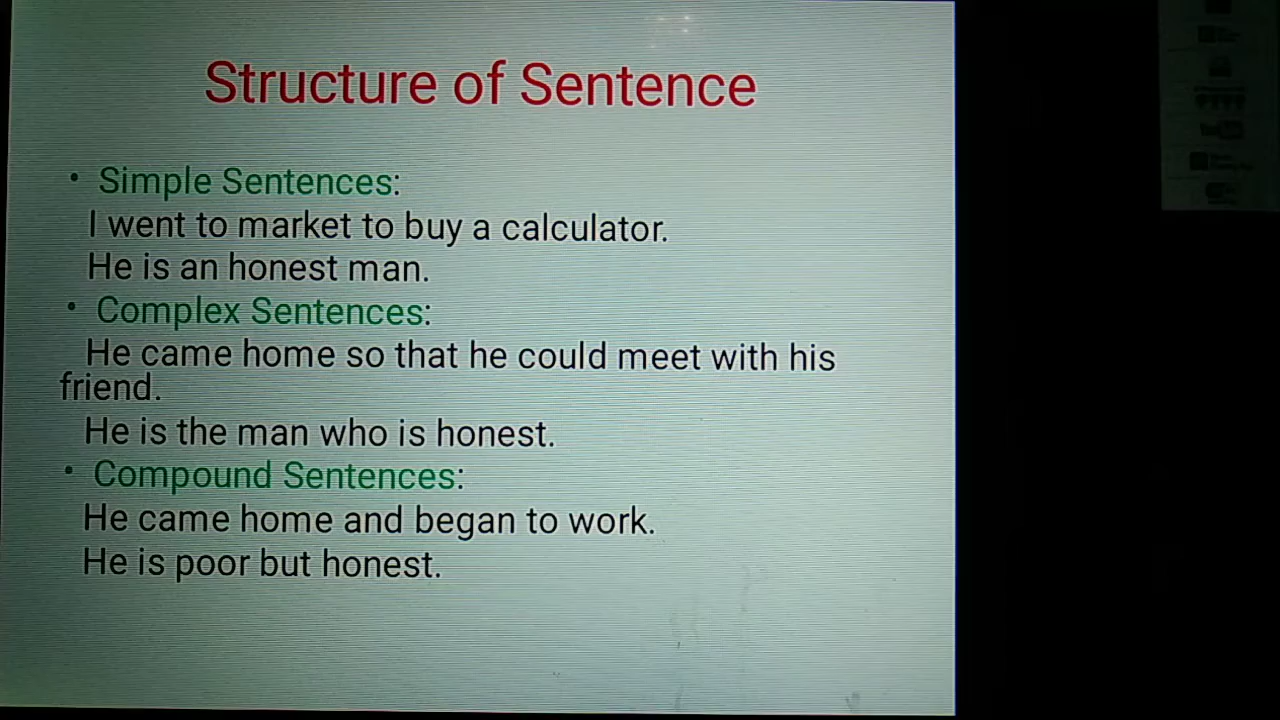 Structure of Sentence
• Simple Sentences:
I went to market to buy a calculator.
He is an honest man.
• Complex Sentences:
He came home so that he could meet with his
friend.
He is the man who is honest.
• Compound Sentences:
He came home and began to work.
He is poor but honest.